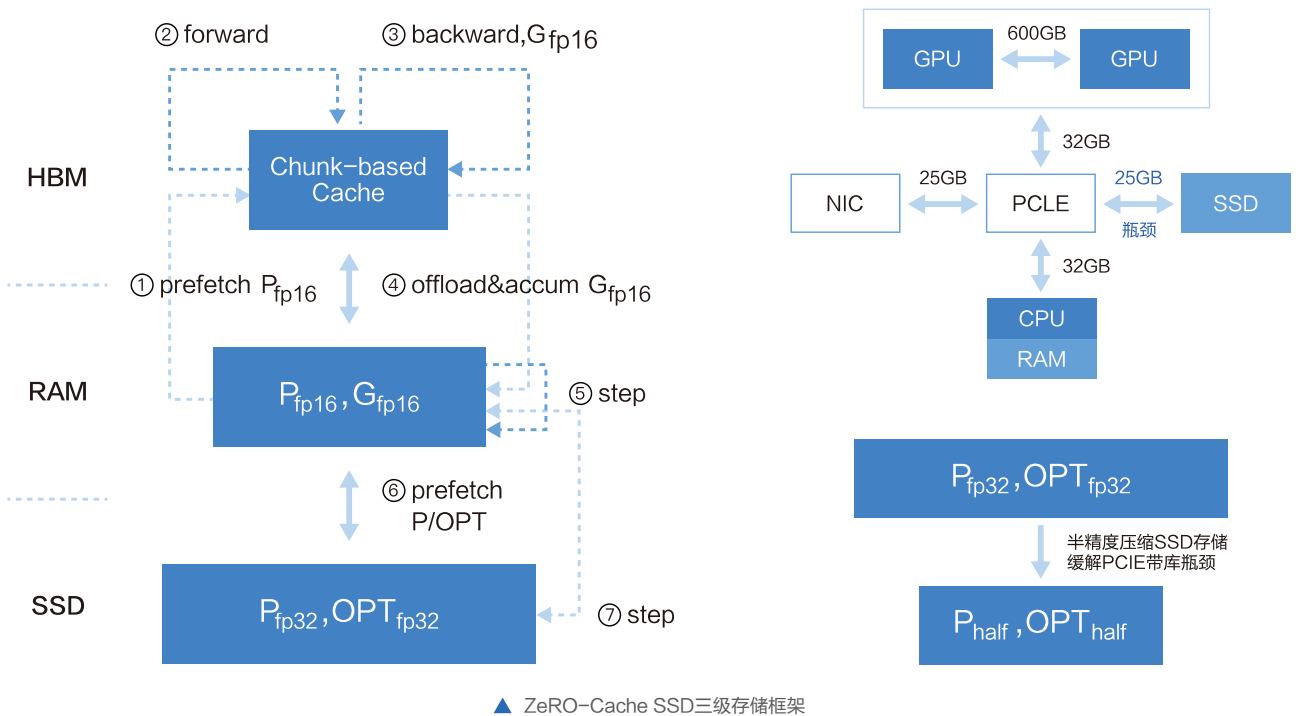 ② forward
③ backward,Gfp16
HBM
Chunk-based
Cache
① prefetch Pfp16
④ offload&accum Gfp16
RAM
Pfp16,Gfp16
⑤ step
⑥ prefetch
P/OPT
SSD
Pfp32,OPTfp32
⑦ step
GPU
600GB
GPU
32GB
NIC
25GB
PCLE
25GB
瓶颈
SSD
32GB
CPU
RAM
Pfp32,OPTfp32
半精度压缩SSD存储
缓解PCIE带库瓶颈
Phalf,OPThalf
▲ ZeRO-Cache SSD三级存储框架